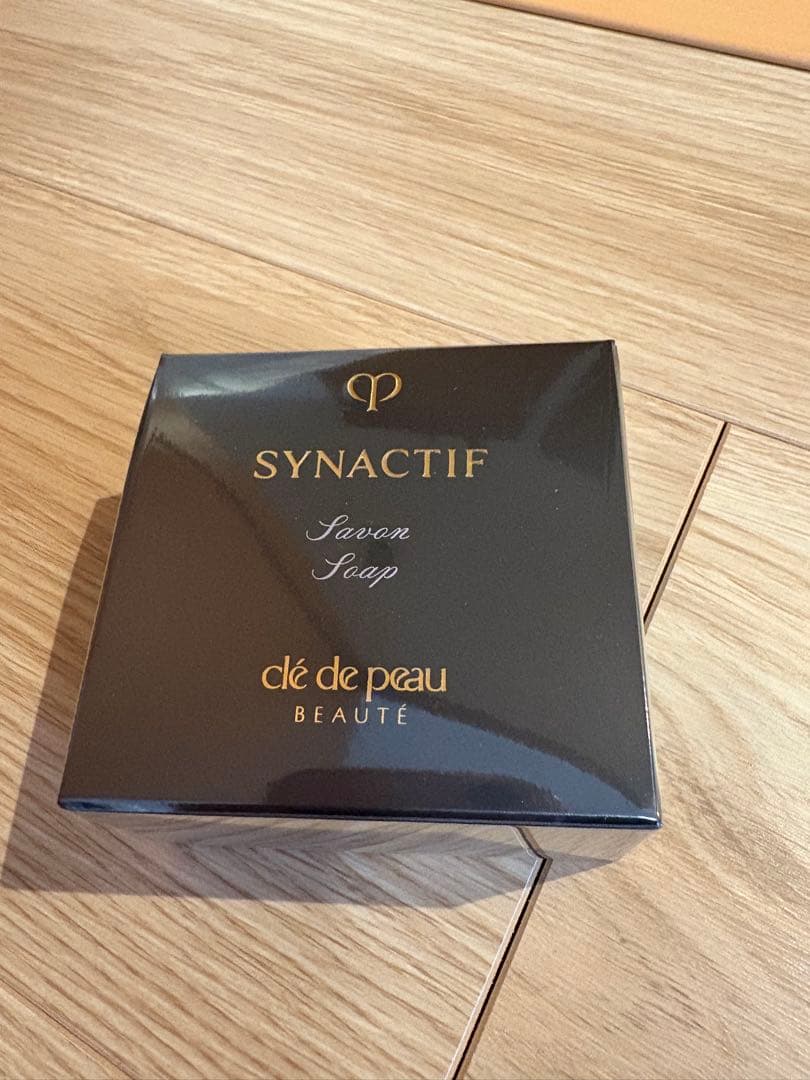 SYNACTIF
Savon
Soap
clé de peau
BEAUTÉ